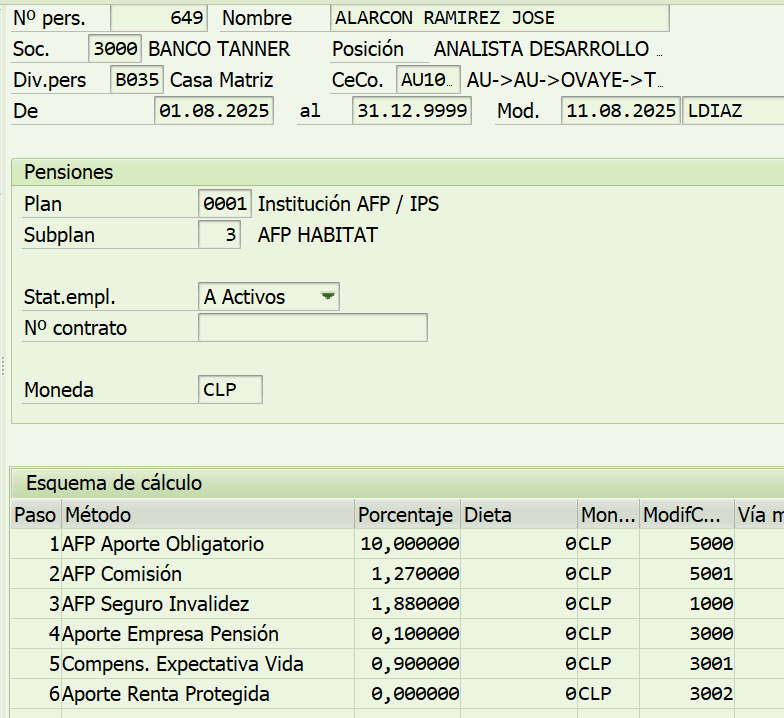 Nº pers. 649 Nombre ALARCON RAMIREZ JOSE
Soc. 3000 BANCO TANNER Posición ANALISTA DESARROLLO …
Div.pers B035 Casa Matriz CeCo. AU10… AU->AU->OVAYE->T…
De 01.08.2025 al 31.12.9999 Mod. 11.08.2025 LDIAZ
Pensiones
Plan 0001 Institución AFP / IPS
Subplan 3 AFP HABITAT
Stat.empl. A Activos
Nº contrato
Moneda CLP
Esquema de cálculo
Paso Método Porcentaje Dieta Mon... ModifC... Vía m
1 AFP Aporte Obligatorio 10,000000 0 CLP 5000
2 AFP Comisión 1,270000 0 CLP 5001
3 AFP Seguro Invalidez 1,880000 0 CLP 1000
4 Aporte Empresa Pensión 0,100000 0 CLP 3000
5 Compens. Expectativa Vida 0,900000 0 CLP 3001
6 Aporte Renta Protegida 0,000000 0 CLP 3002